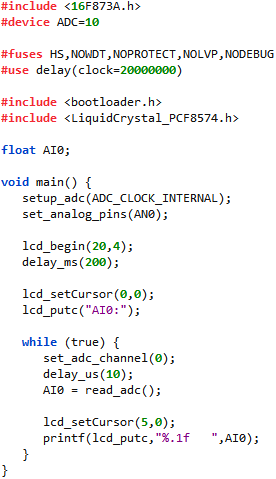 #include <16F873A.h>
#device ADC=10
#fuses HS,NOWDT,NOPROTECT,NOLVP,NODEBUG
#use delay(clock=20000000)
#include <bootloader.h>
#include <LiquidCrystal_PCF8574.h>
float AI0;
void main() {
setup_adc(ADC_CLOCK_INTERNAL);
set_analog_pins(AN0);
lcd_begin(20,4);
delay_ms(200);
lcd_setCursor(0,0);
lcd_putc("AI0:");
while (true) {
set_adc_channel(0);
delay_us(10);
AI0 = read_adc();
lcd_setCursor(5,0);
printf(lcd_putc,"%.1f   ",AI0);
}
}